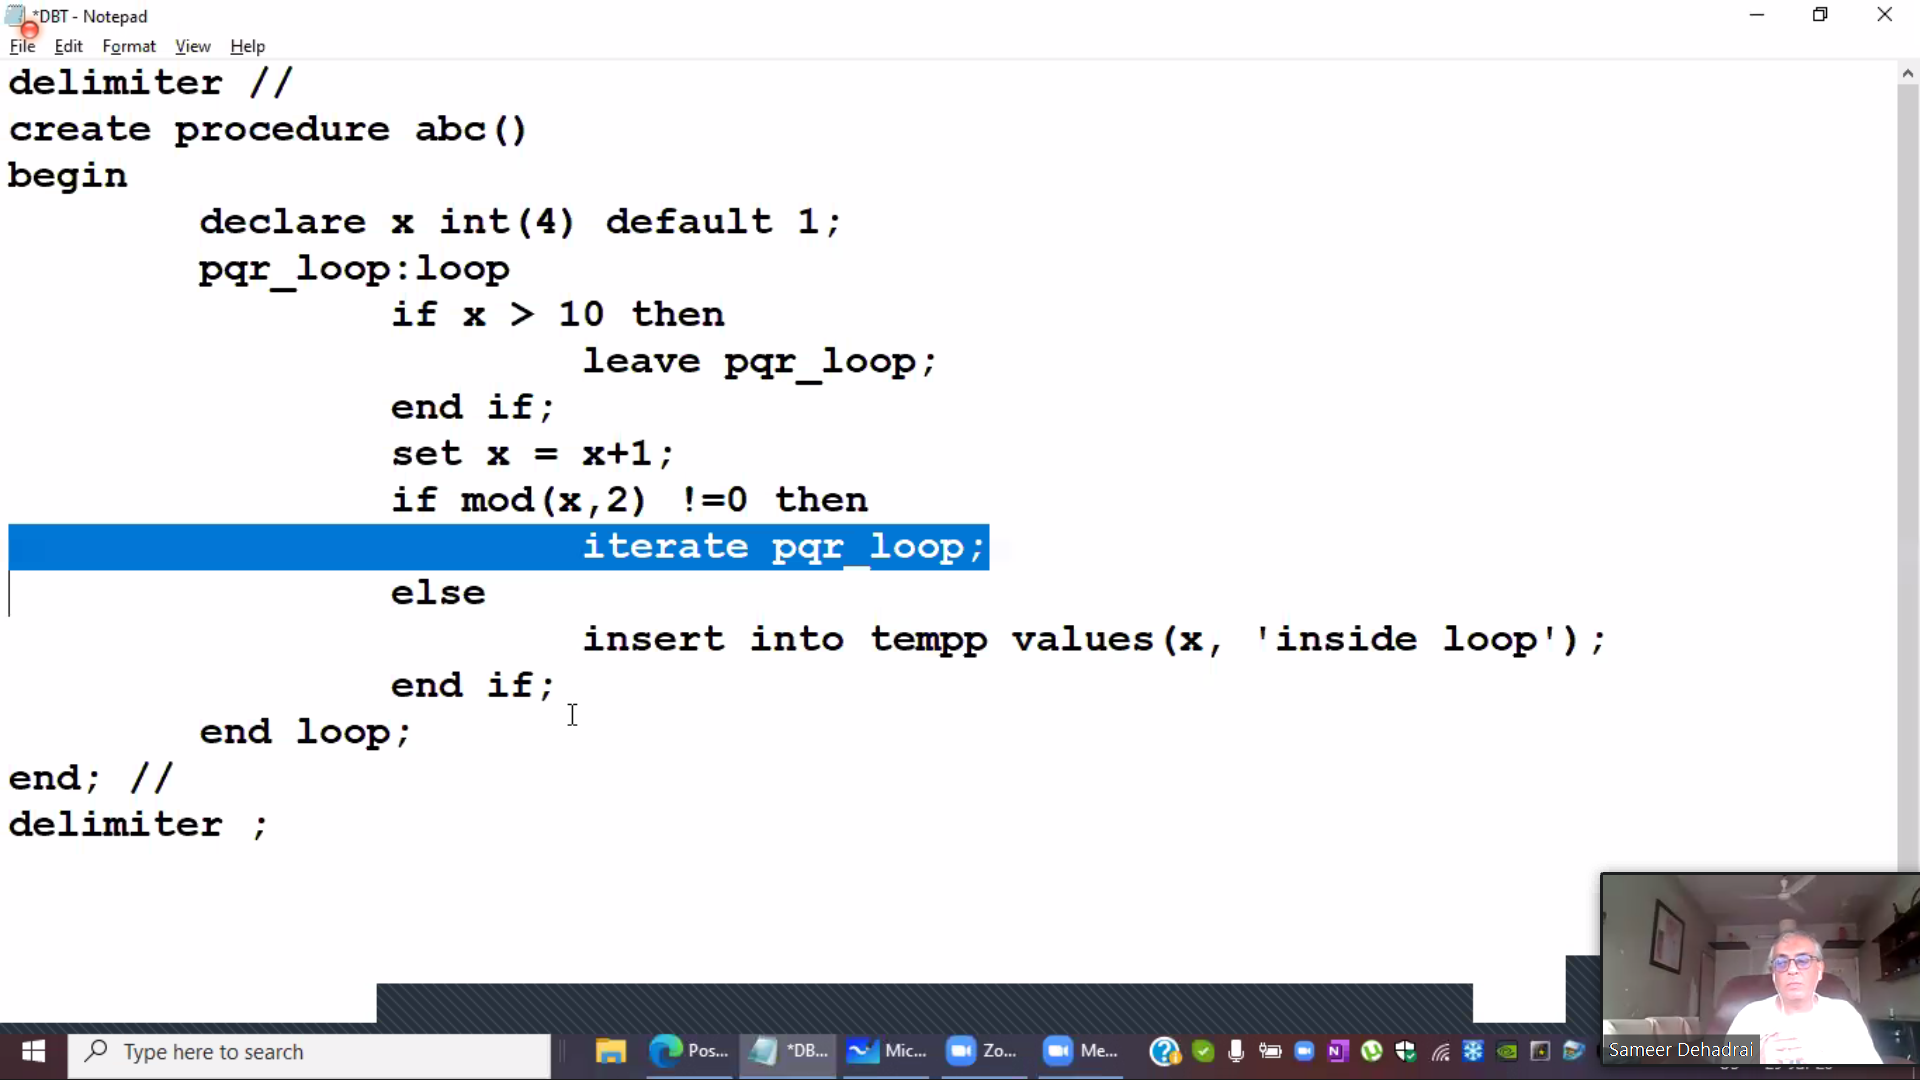 *DBT - Notepad
File Edit Format View Help
delimiter //
create procedure abc()
begin
declare x int(4) default 1;
pqr_loop:loop
if x > 10 then
leave pqr_loop;
end if;
set x = x+1;
if mod(x,2) !=0 then
iterate pqr_loop;
else
insert into tempp values(x, 'inside loop');
end if;
end loop;
end; //
delimiter ;
Sameer Dehadrai
Type here to search
Pos...
*DB...
Mic...
Zo...
Me...